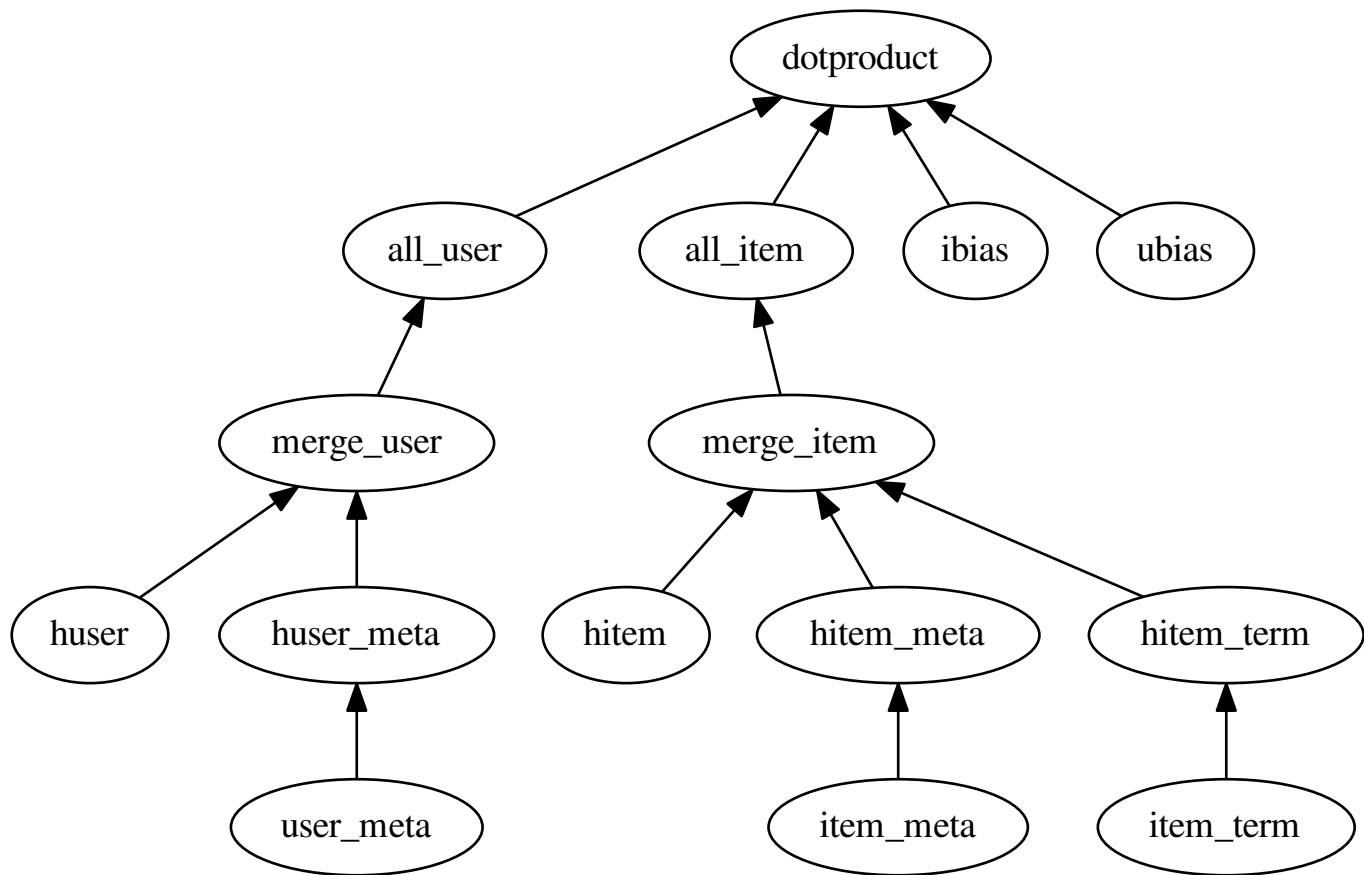 dotproduct
all_user
all_item
ibias
ubias
merge_user
merge_item
huser
huser_meta
hitem
hitem_meta
hitem_term
user_meta
item_meta
item_term